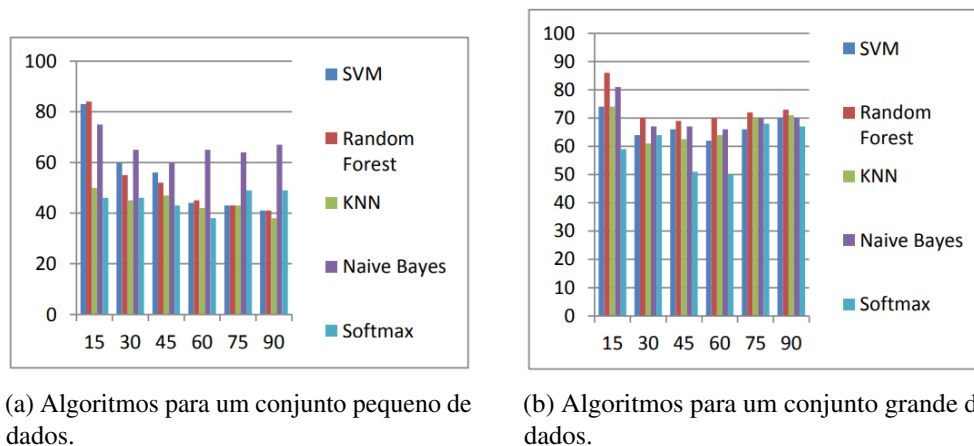 100
80
60
40
20
0
15 30 45 60 75 90
SVM
Random
Forest
KNN
Naive Bayes
Softmax
(a) Algoritmos para um conjunto pequeno de
dados.
100
90
80
70
60
50
40
30
20
10
0
15 30 45 60 75 90
SVM
Random
Forest
KNN
Naive Bayes
Softmax
(b) Algoritmos para um conjunto grande d
dados.